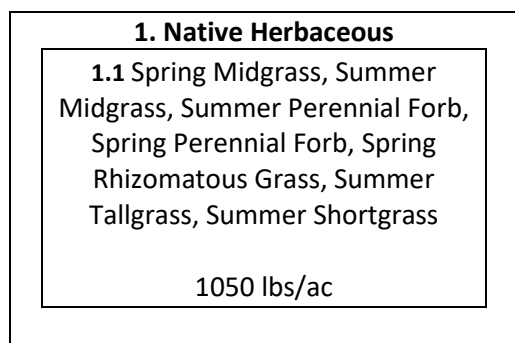 1. Native Herbaceous
1.1 Spring Midgrass, Summer
Midgrass, Summer Perennial Forb,
Spring Perennial Forb, Spring
Rhizomatous Grass, Summer
Tallgrass, Summer Shortgrass
1050 lbs/ac